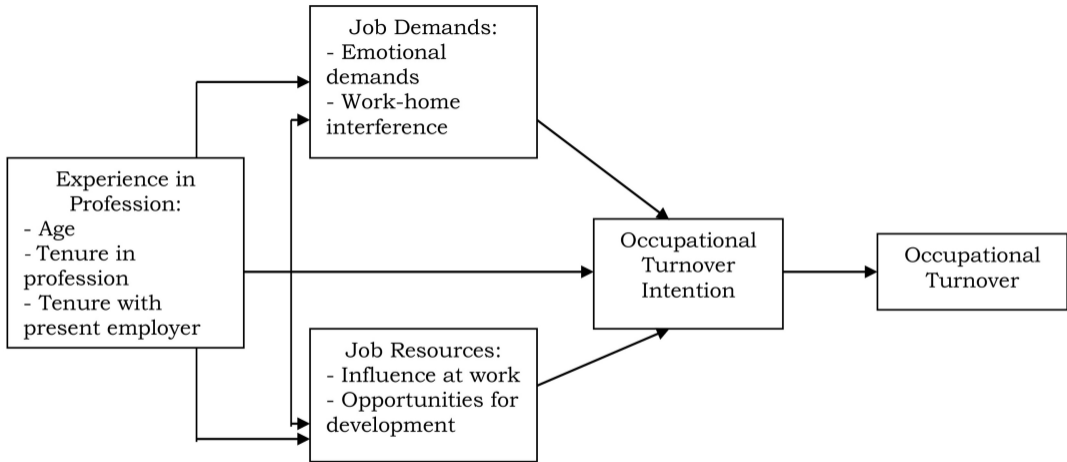 Job Demands:
- Emotional
demands
- Work-home
interference
Experience in
Profession:
- Age
- Tenure in
profession
- Tenure with
present employer
Occupational
Turnover
Intention
Occupational
Turnover
Job Resources:
- Influence at work
- Opportunities for
development